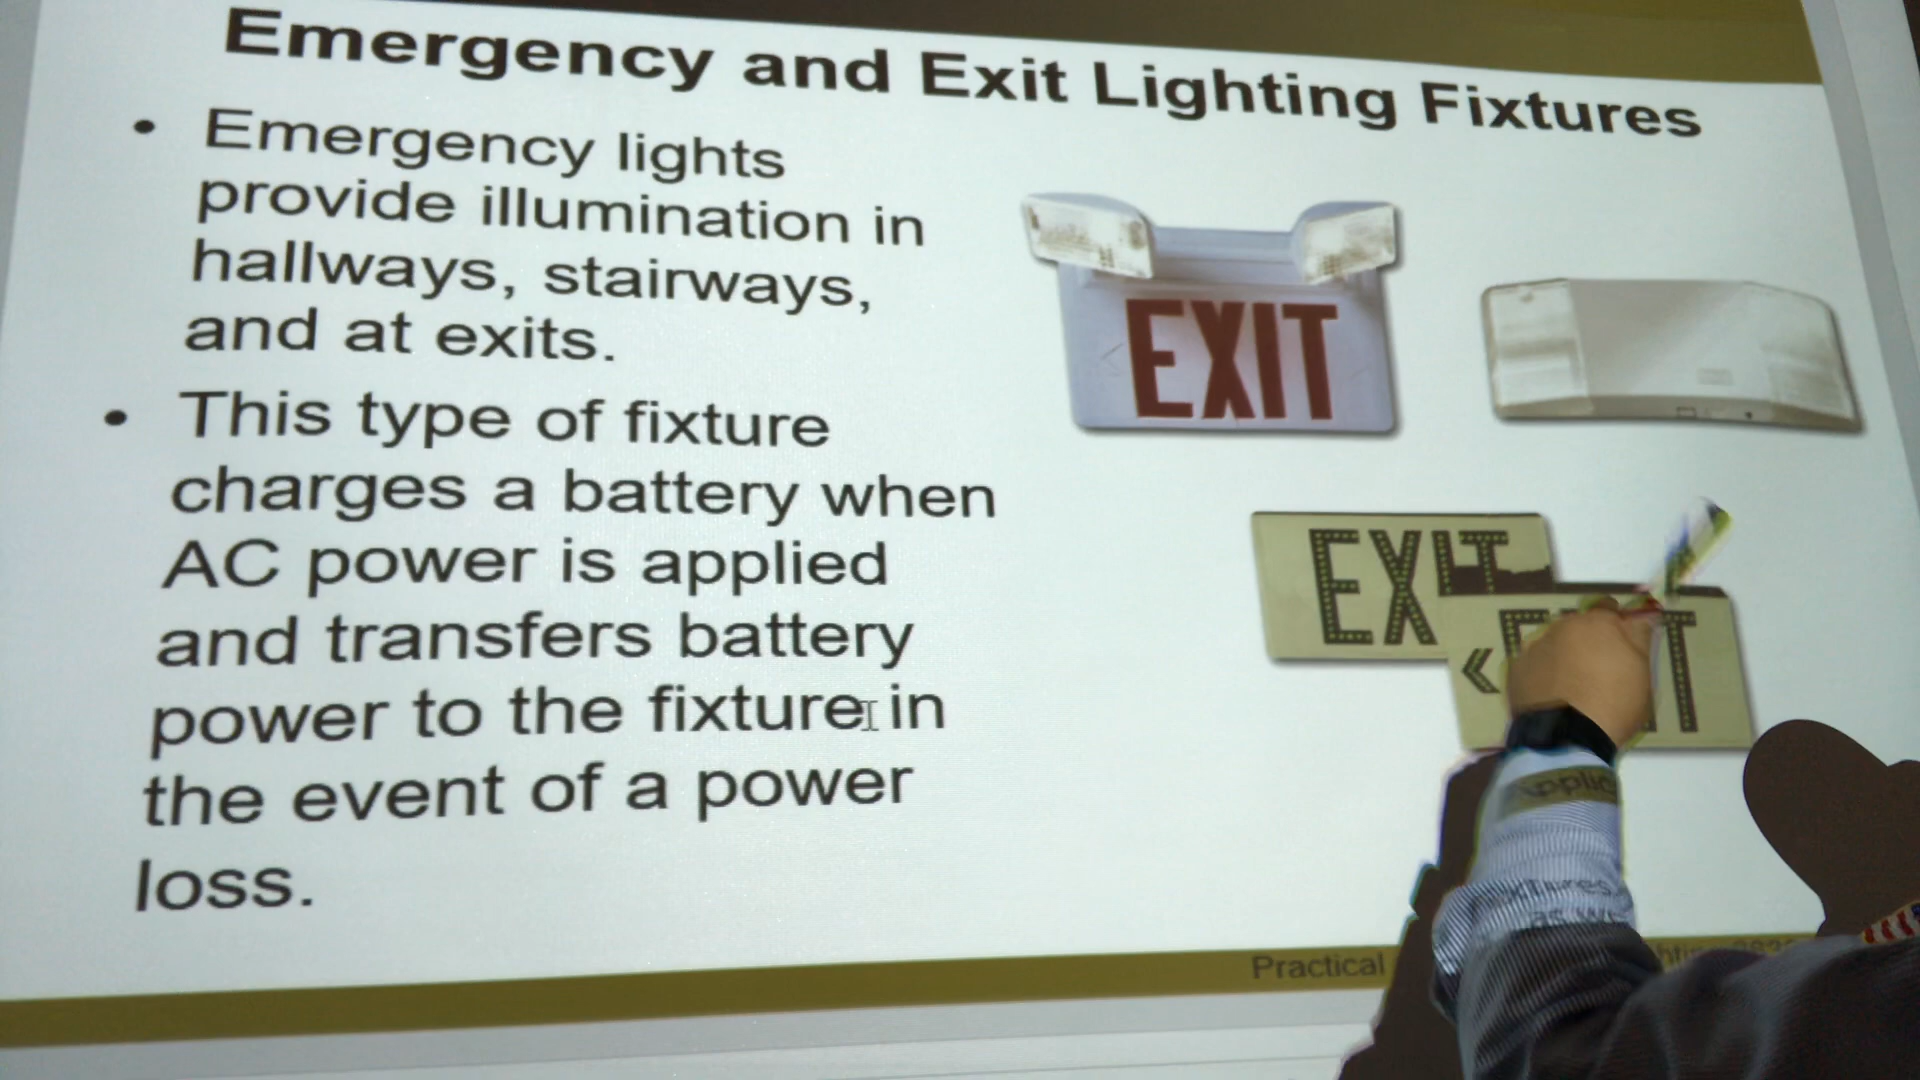 Emergency and Exit Lighting Fixtures
• Emergency lights
provide illumination in
hallways, stairways,
and at exits.
• This type of fixture
charges a battery when
AC power is applied
and transfers battery
power to the fixture in
the event of a power
loss.
EXIT
EXIT
Practical